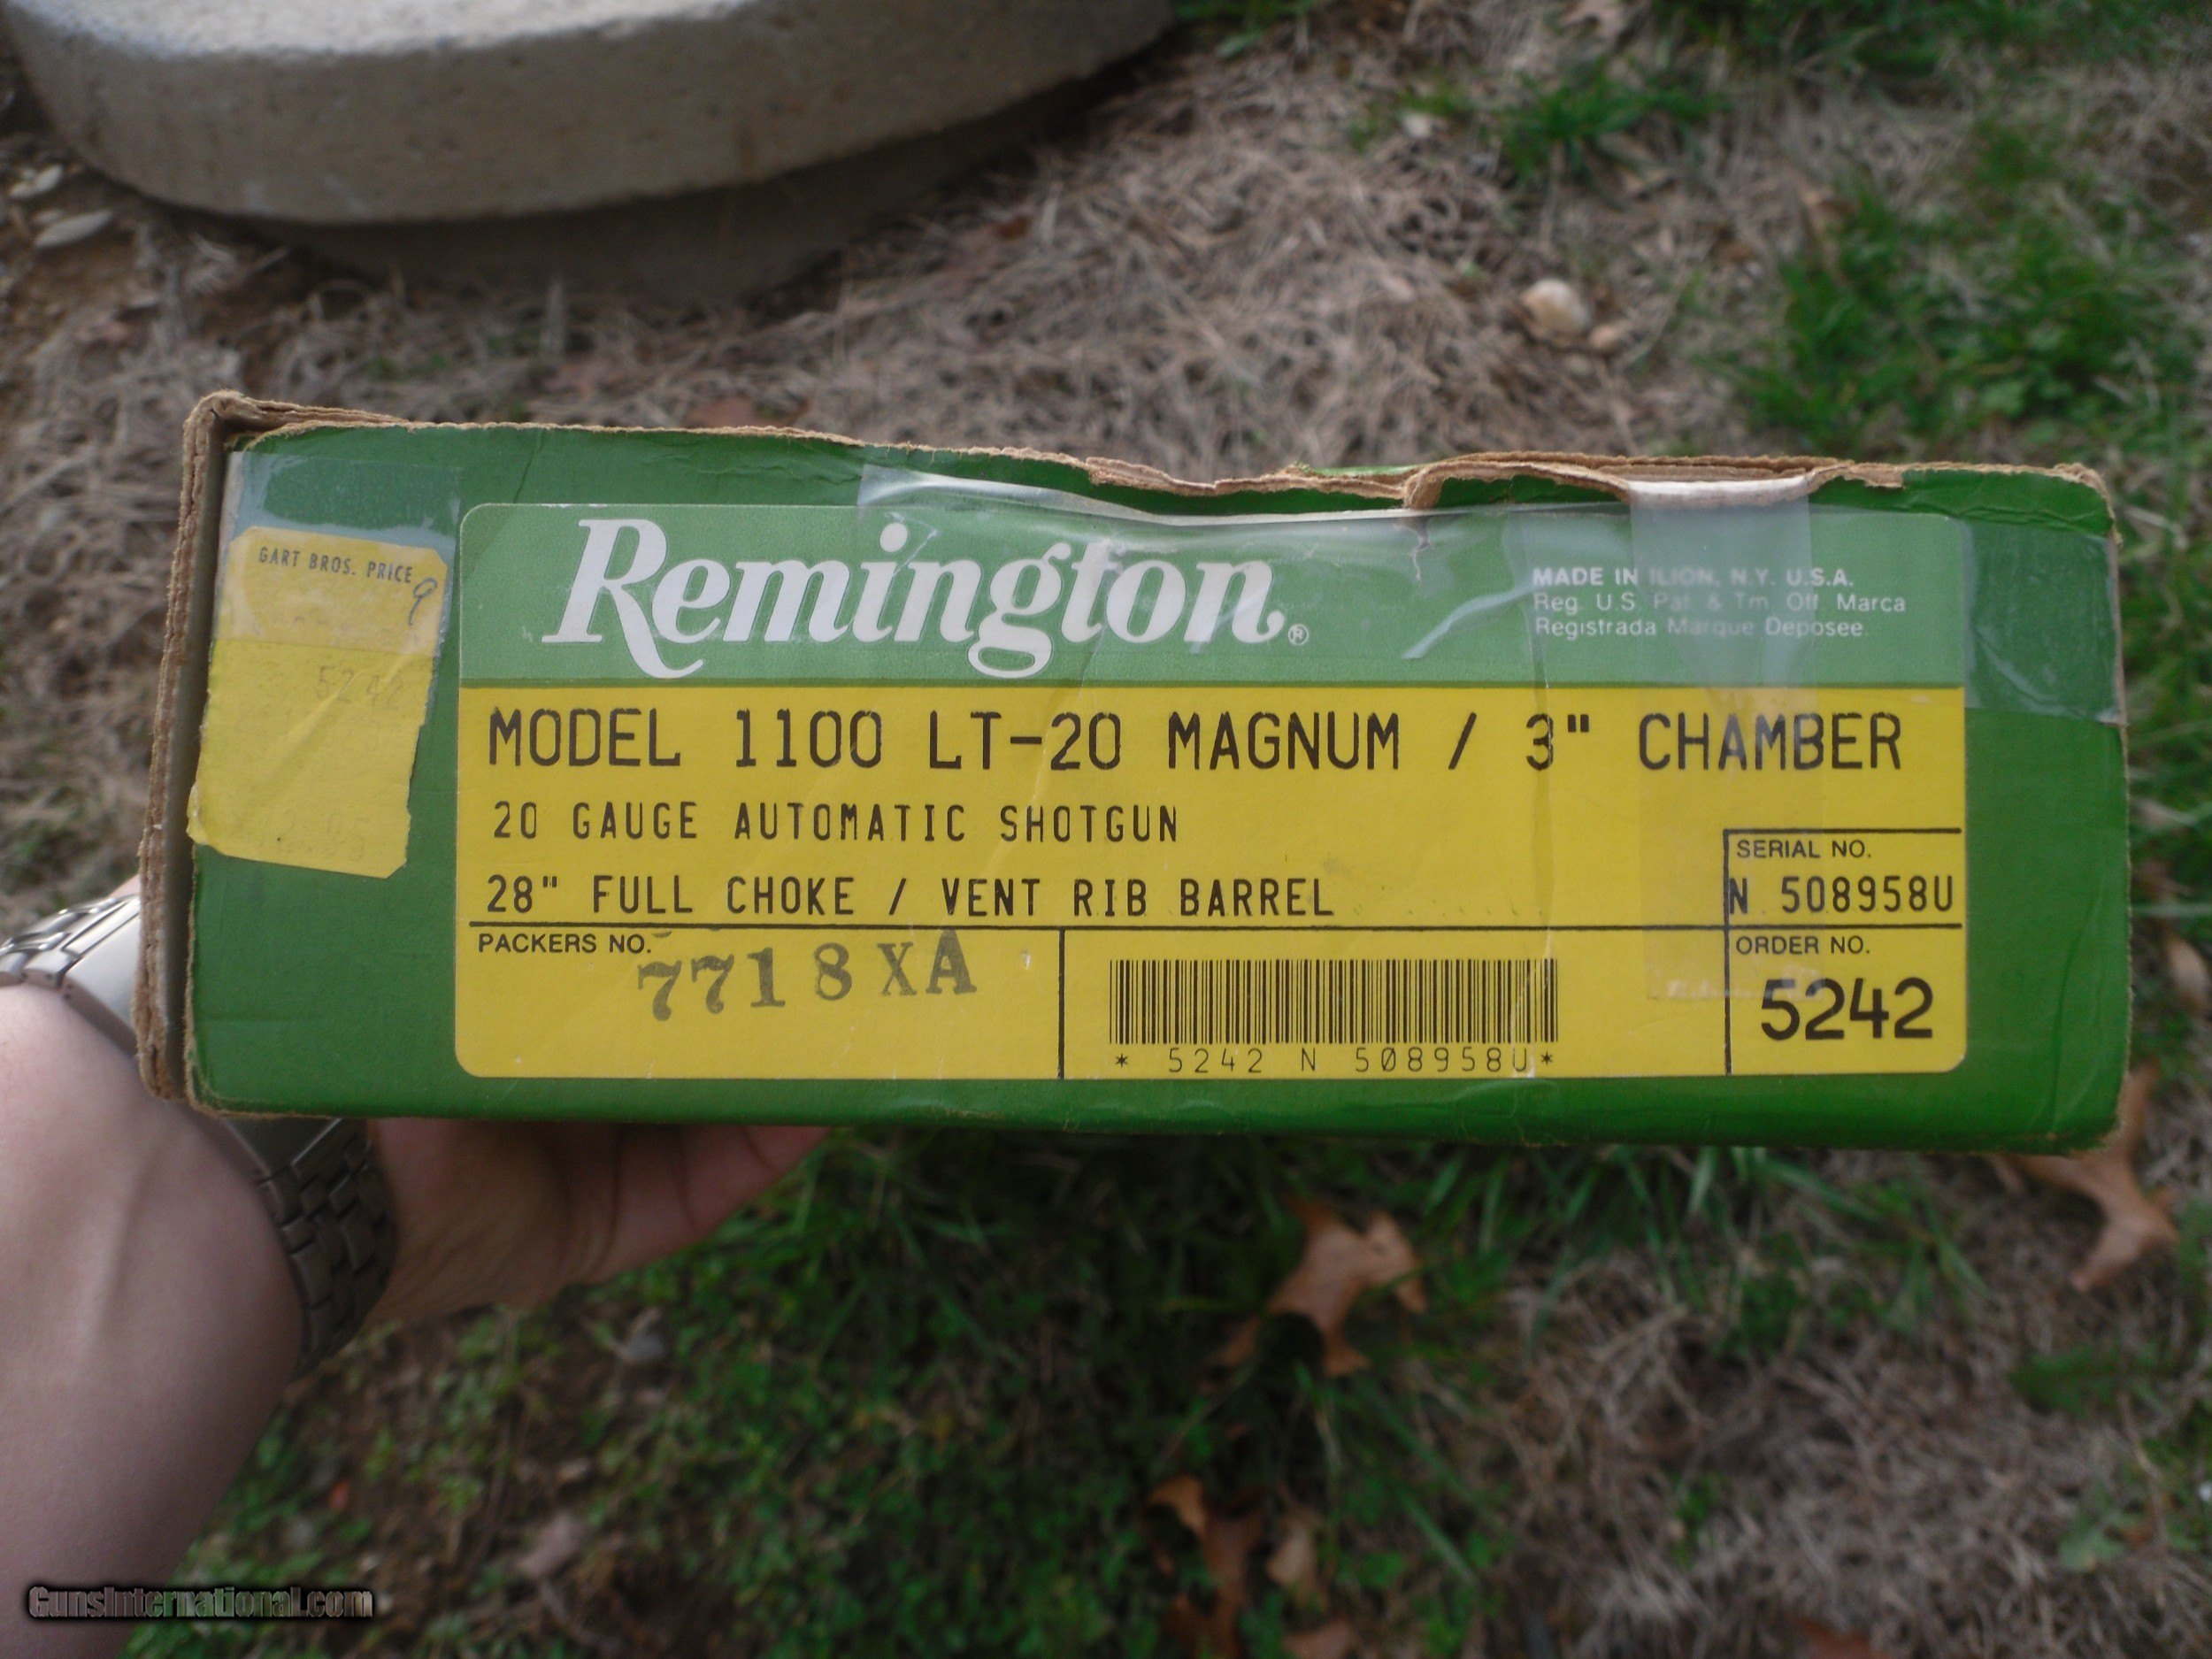 GART BROS. PRICE
9
5242
Remington®
MADE IN ILION, N.Y. U.S.A.
Reg. U.S. Pat. & Tm. Off. Marca
Registrada Marque Deposee.
MODEL 1100 LT-20 MAGNUM / 3" CHAMBER
20 GAUGE AUTOMATIC SHOTGUN
28" FULL CHOKE / VENT RIB BARREL
SERIAL NO.
N 508958U
PACKERS NO.
7718XA
* 5242 N 508958U*
ORDER NO.
5242
GunsInternational.com